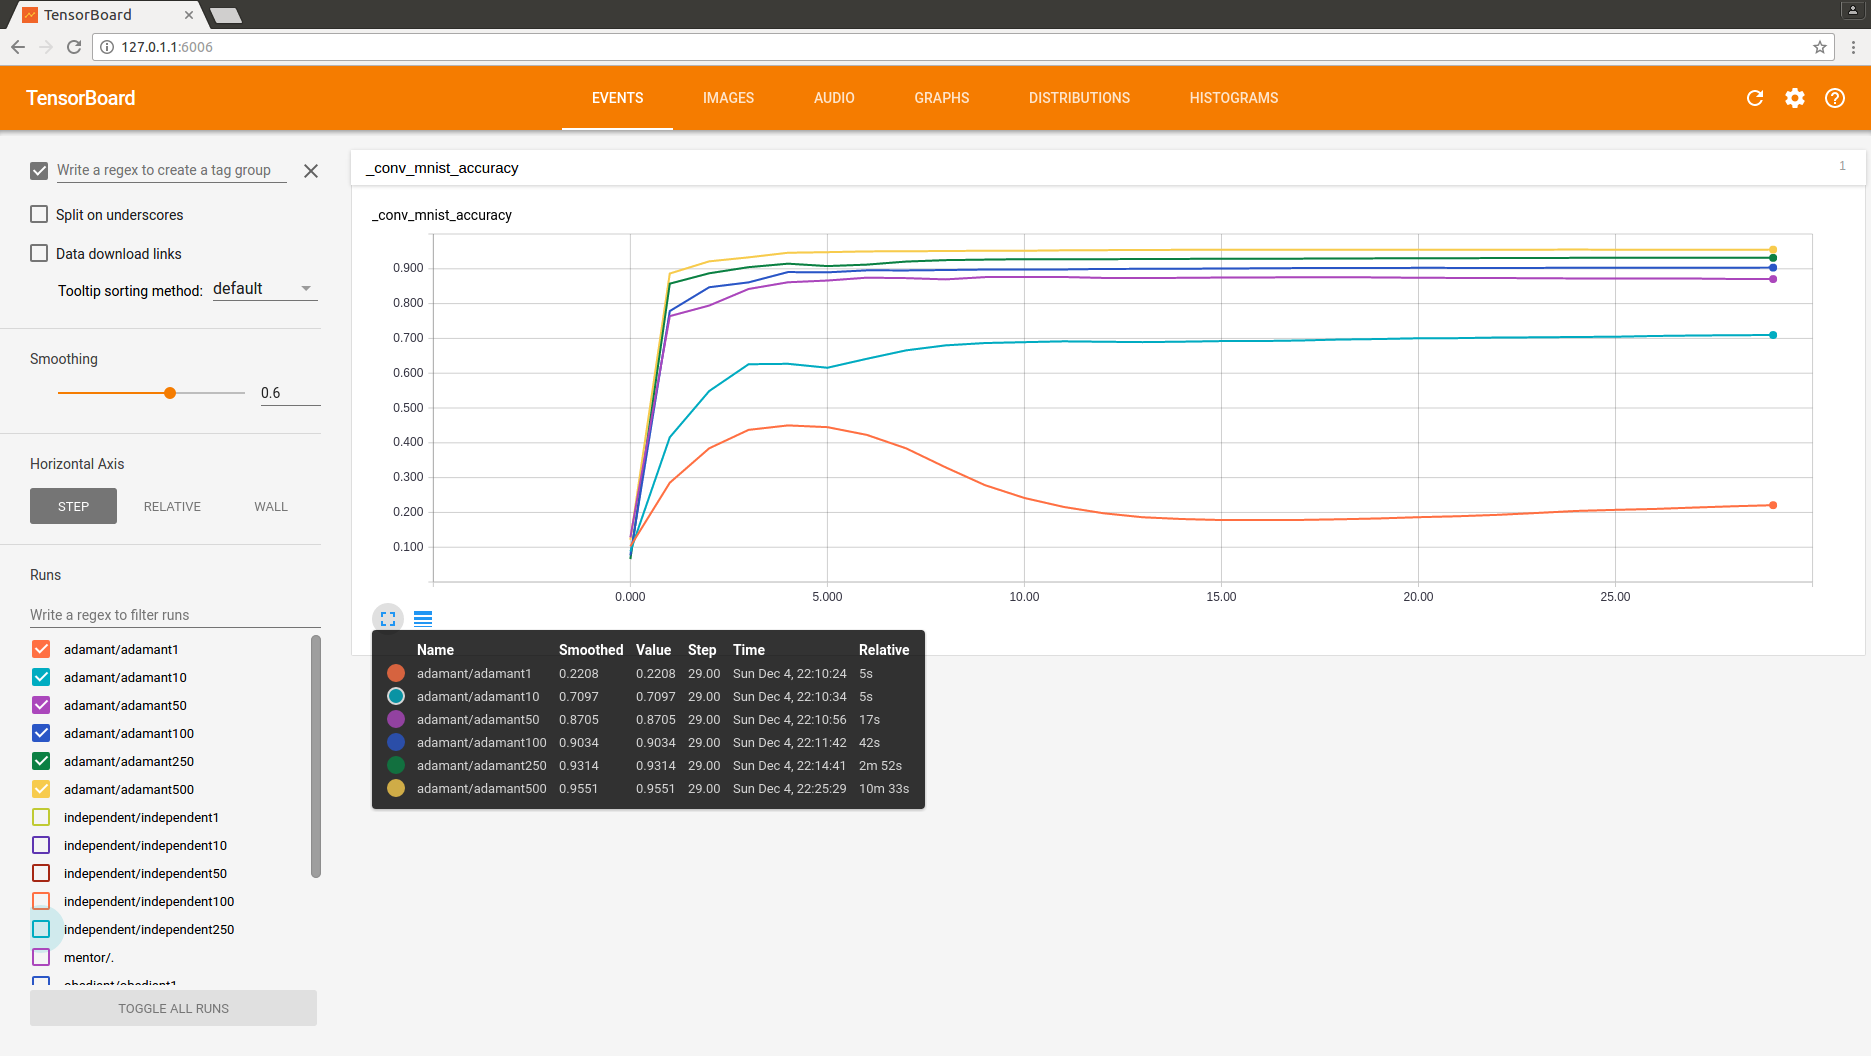 TensorBoard
127.0.1.1:6006
TensorBoard EVENTS IMAGES AUDIO GRAPHS DISTRIBUTIONS HISTOGRAMS
Write a regex to create a tag group
Split on underscores
Data download links
Tooltip sorting method: default
Smoothing
0.6
Horizontal Axis
STEP RELATIVE WALL
Runs
Write a regex to filter runs
adamant/adamant1
adamant/adamant10
adamant/adamant50
adamant/adamant100
adamant/adamant250
adamant/adamant500
independent/independent1
independent/independent10
independent/independent50
independent/independent100
independent/independent250
mentor/.
obedient/obedient1
TOGGLE ALL RUNS
_conv_mnist_accuracy 1
_conv_mnist_accuracy
0.900
0.800
0.700
0.600
0.500
0.400
0.300
0.200
0.100
0.000 5.000 10.00 15.00 20.00 25.00
Name Smoothed Value Step Time Relative
adamant/adamant1 0.2208 0.2208 29.00 Sun Dec 4, 22:10:24 5s
adamant/adamant10 0.7097 0.7097 29.00 Sun Dec 4, 22:10:34 5s
adamant/adamant50 0.8705 0.8705 29.00 Sun Dec 4, 22:10:56 17s
adamant/adamant100 0.9034 0.9034 29.00 Sun Dec 4, 22:11:42 42s
adamant/adamant250 0.9314 0.9314 29.00 Sun Dec 4, 22:14:41 2m 52s
adamant/adamant500 0.9551 0.9551 29.00 Sun Dec 4, 22:25:29 10m 33s